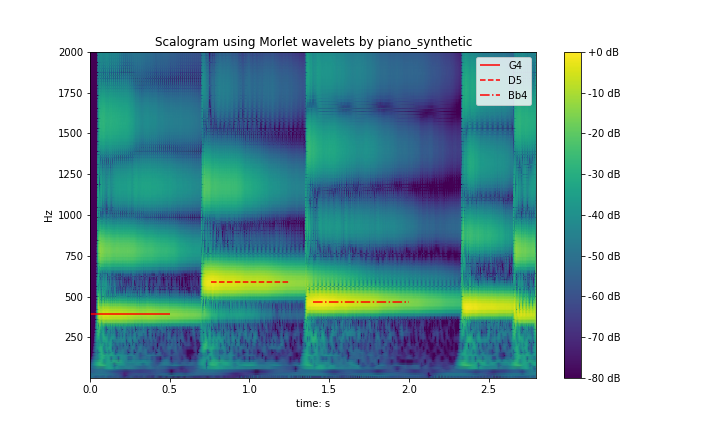 Scalogram using Morlet wavelets by piano_synthetic
2000
1750
1500
1250
1000
750
500
250
Hz
0.0
0.5
1.0
1.5
2.0
2.5
time: s
G4
D5
Bb4
+0 dB
-10 dB
-20 dB
-30 dB
-40 dB
-50 dB
-60 dB
-70 dB
-80 dB